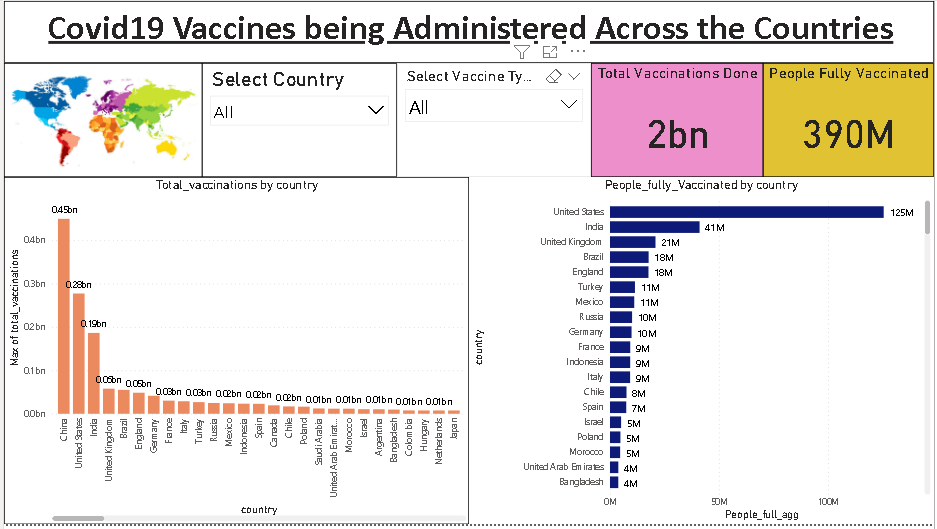 Covid19 Vaccines being Administered Across the Countries
Select Country
All
Select Vaccine Ty...
All
Total Vaccinations Done
2bn
People Fully Vaccinated
390M
Total_vaccinations by country
Max of total_vaccinations
0.4bn
0.3bn
0.2bn
0.1bn
0.0bn
0.45bn
0.28bn
0.19bn
0.05bn
0.05bn
0.03bn
0.03bn
0.02bn
0.02bn
0.01bn
0.01bn
0.01bn
0.01bn
0.01bn
China
United States
India
United Kingdom
Brazil
England
Germany
France
Italy
Turkey
Russia
Mexico
Indonesia
Spain
Canada
Chile
Poland
Saudi Arabia
United Arab Emirat...
Morocco
Israel
Argentina
Bangladesh
Colombia
Hungary
Netherlands
Japan
country
People_fully_Vaccinated by country
country
United States 125M
India 41M
United Kingdom 21M
Brazil 18M
England 18M
Turkey 11M
Mexico 11M
Russia 10M
Germany 10M
France 9M
Indonesia 9M
Italy 9M
Chile 8M
Spain 7M
Israel 5M
Poland 5M
Morocco 5M
United Arab Emirates 4M
Bangladesh 4M
0M 50M 100M
People_full_agg